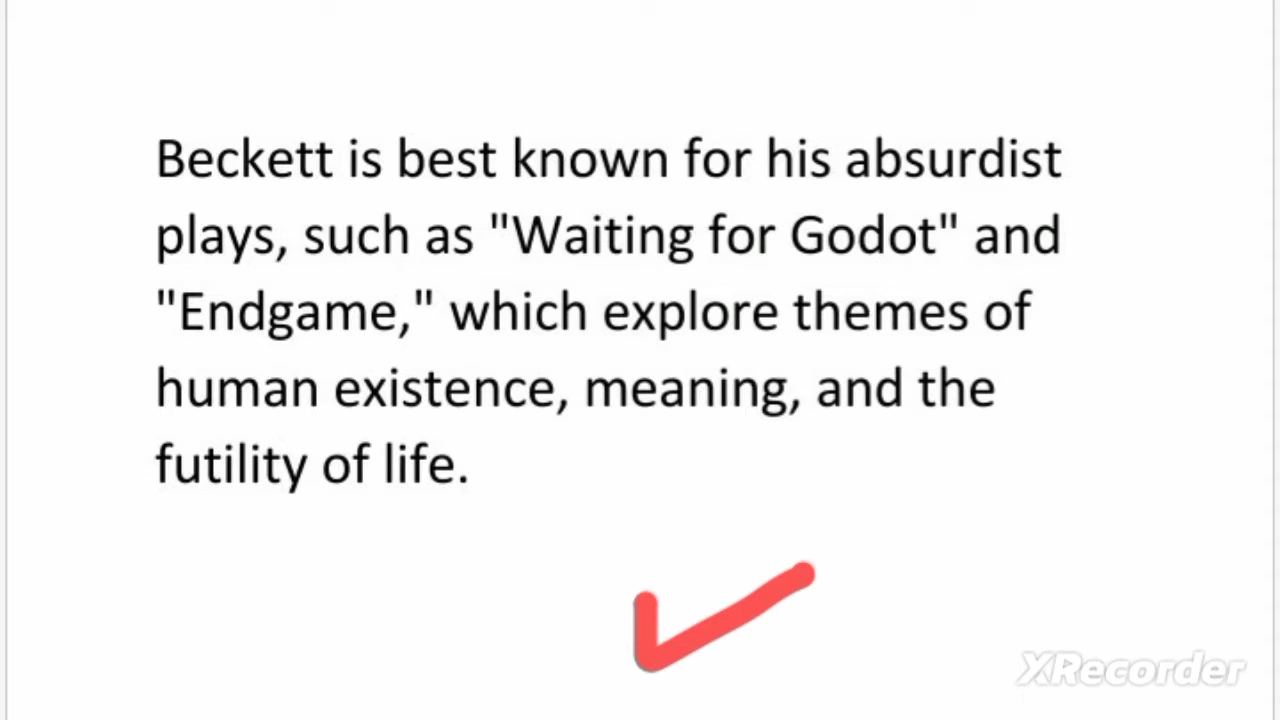 Beckett is best known for his absurdist
plays, such as "Waiting for Godot" and
"Endgame," which explore themes of
human existence, meaning, and the
futility of life.
XRecorder